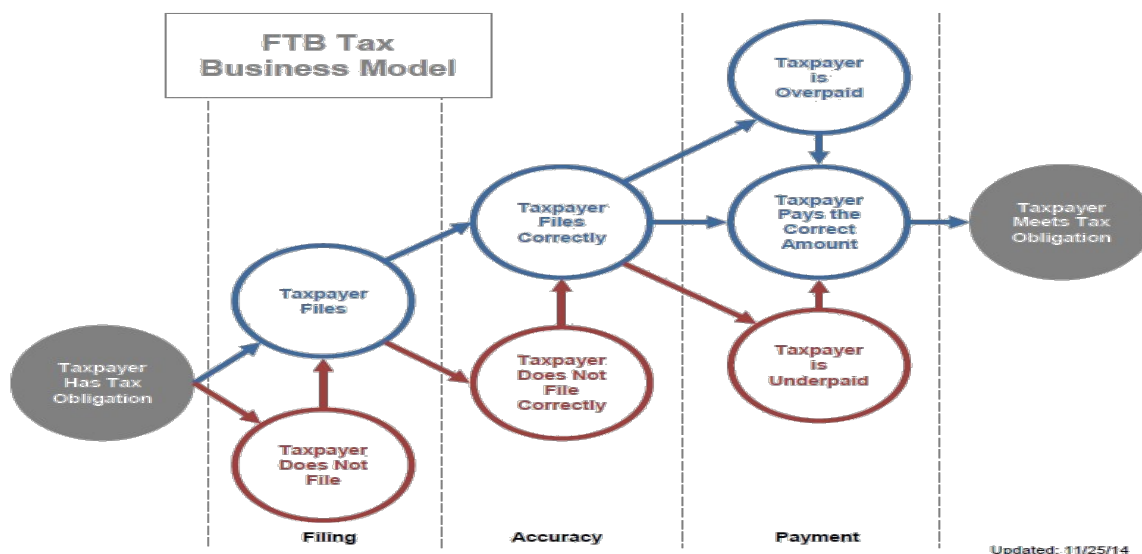 FTB Tax
Business Model
Taxpayer
is
Overpaid
Taxpayer
Files
Correctly
Taxpayer
Pays the
Correct
Amount
Taxpayer
Meets Tax
Obligation
Taxpayer
Files
Taxpayer
Has Tax
Obligation
Taxpayer
Does Not
File
Correctly
Taxpayer
is
Underpaid
Taxpayer
Does Not
File
Filing
Accuracy
Payment
Updated: 11/25/14